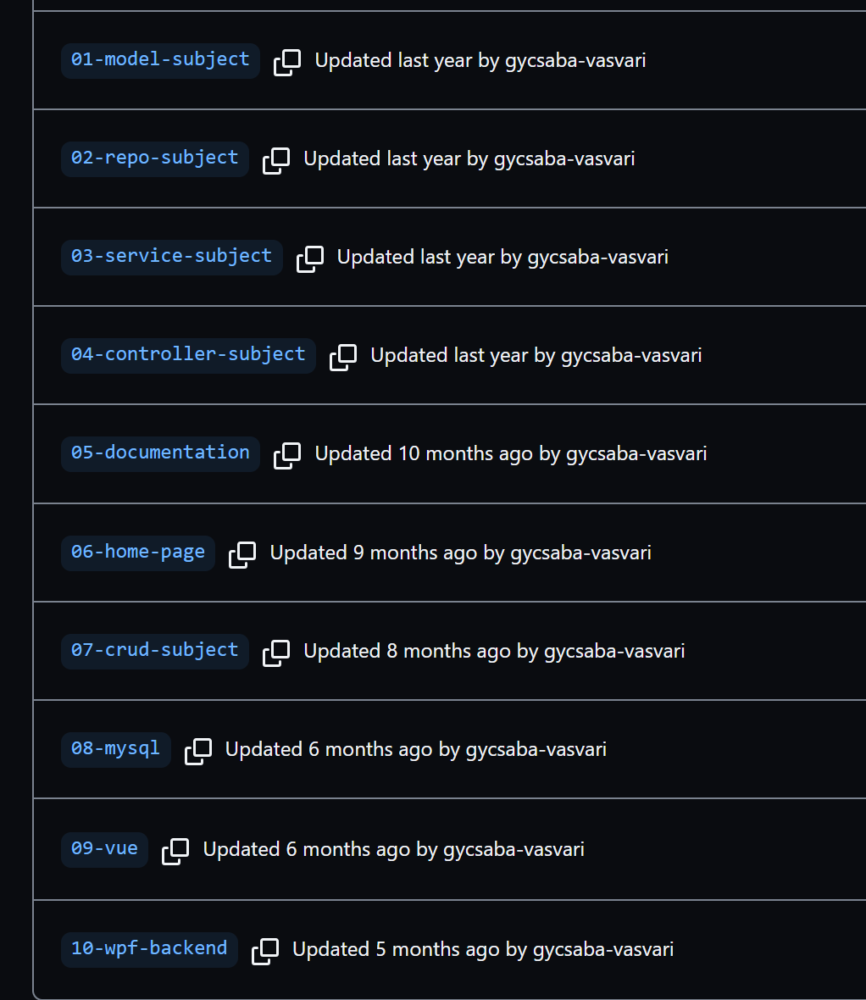 01-model-subject Updated last year by gycsaba-vasvari
02-repo-subject Updated last year by gycsaba-vasvari
03-service-subject Updated last year by gycsaba-vasvari
04-controller-subject Updated last year by gycsaba-vasvari
05-documentation Updated 10 months ago by gycsaba-vasvari
06-home-page Updated 9 months ago by gycsaba-vasvari
07-crud-subject Updated 8 months ago by gycsaba-vasvari
08-mysql Updated 6 months ago by gycsaba-vasvari
09-vue Updated 6 months ago by gycsaba-vasvari
10-wpf-backend Updated 5 months ago by gycsaba-vasvari